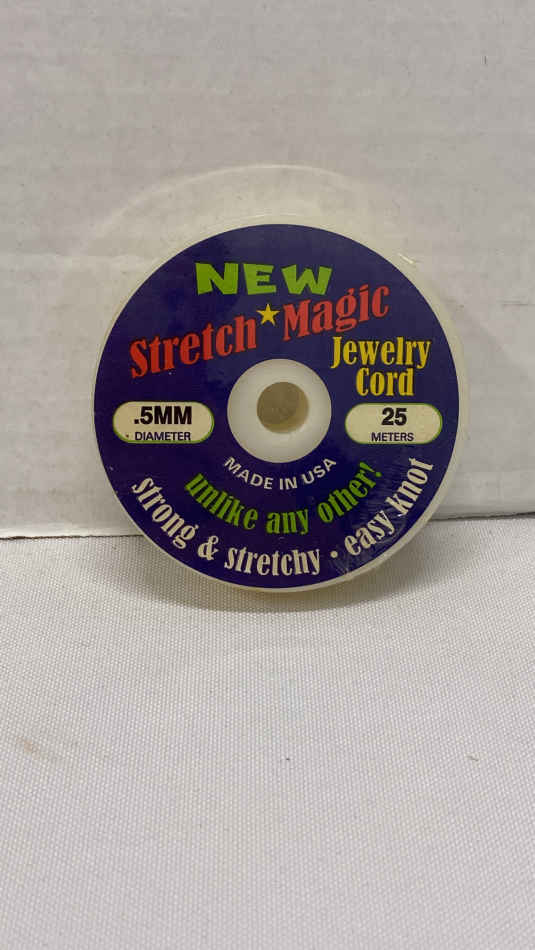 NEW
Stretch★Magic
Jewelry
Cord
.5MM
DIAMETER
25
METERS
MADE IN USA
unlike any other!
strong & stretchy • easy knot